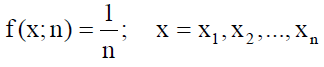 f(x;n) = 1/n; x = x₁, x₂, ..., xₙ